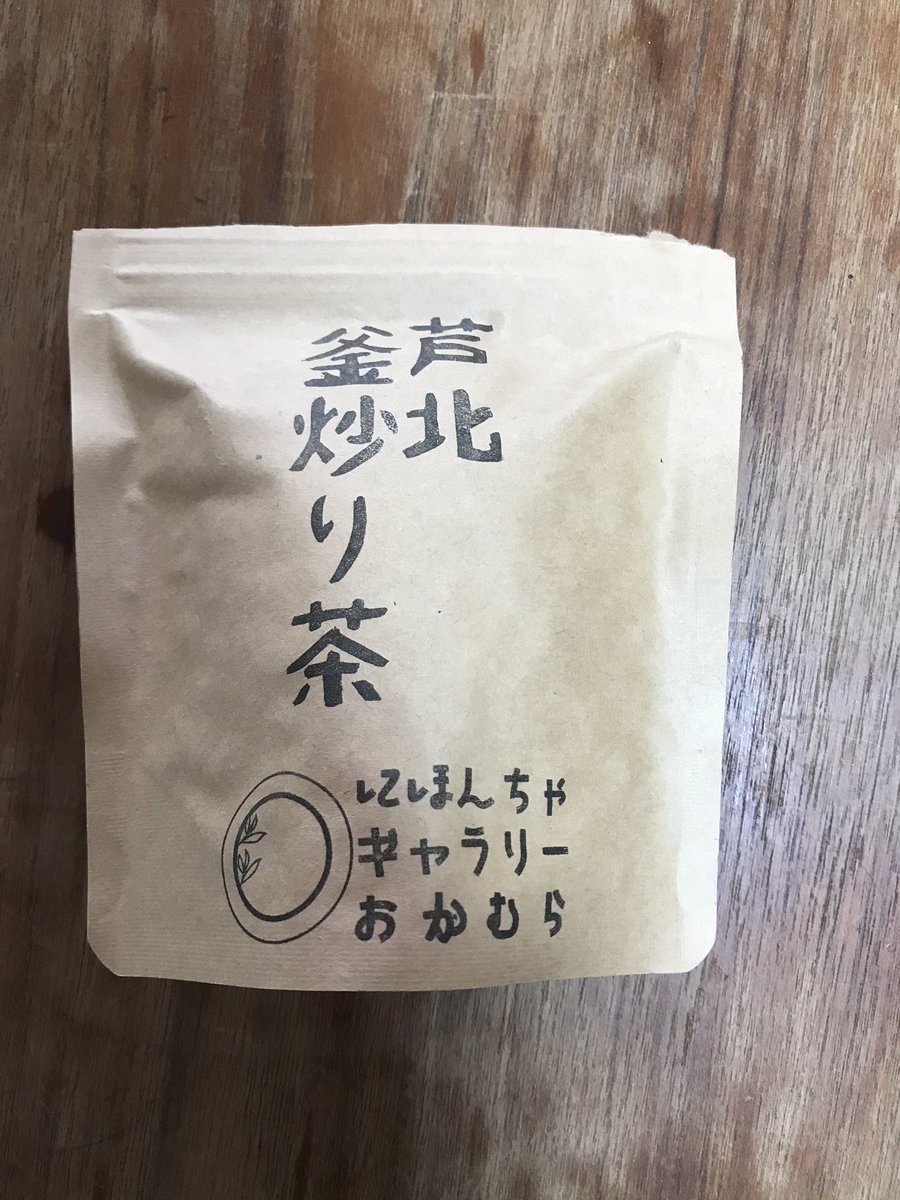 芦北
釜炒り茶
にほんちゃ
ギャラリー
おかむら